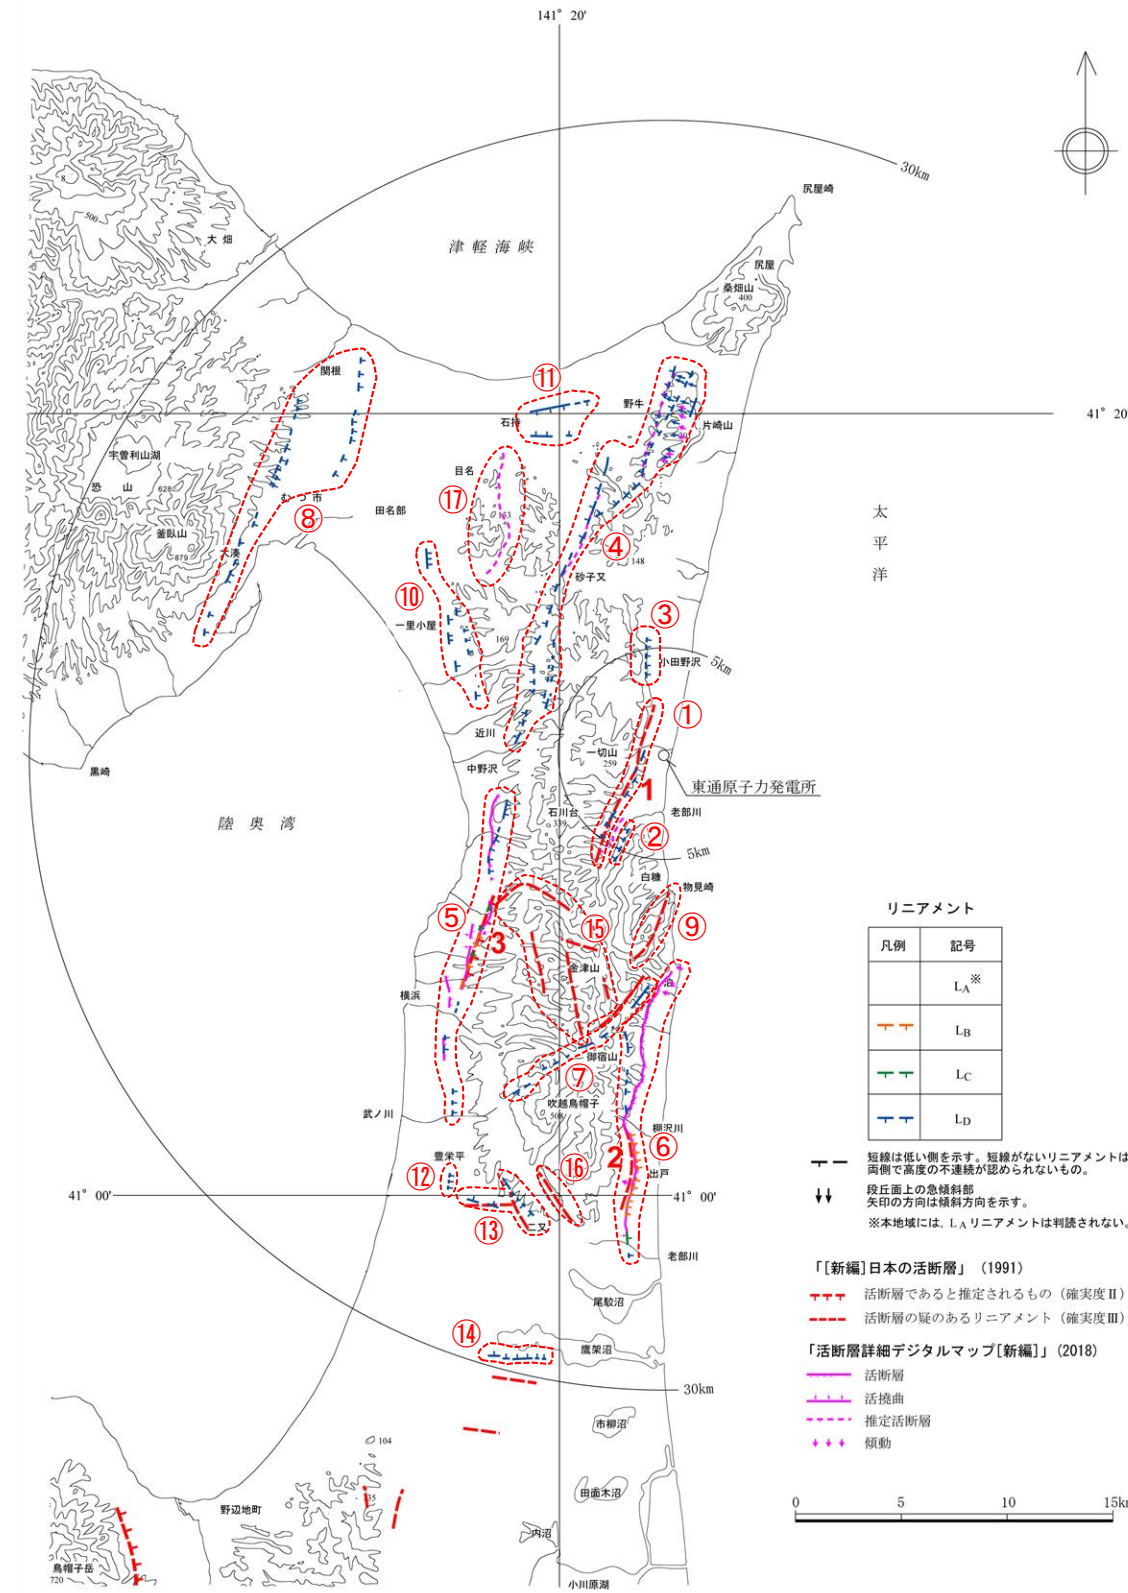 141° 20'
30km
尻屋崎
8
500
大畑
津軽海峡
尻屋
桑畑山
400
関根
⑪
野牛
41° 20'
石持
片崎山
宇曽利山湖
目名
恐山
628
むつ市
⑰
133
田名部
太平洋
⑧
釜臥山
879
大湊
④
148
砂子又
⑩
③
一里小屋
169
小田野沢
5km
①
近川
一切山
259
中野沢
黒崎
1
東通原子力発電所
石川台
339
老部川
陸奥湾
②
5km
白糠
物見崎
⑤
⑮
⑨
3
金津山
泊
横浜
御宿山
⑦
吹越烏帽子
508
武ノ川
棚沢川
⑥
豊栄平
⑯
2
出戸
⑫
41° 00'
41° 00'
⑬
二又
老部川
尾駮沼
⑭
鷹架沼
30km
市柳沼
104
35
田面木沼
野辺地町
内沼
烏帽子岳
720
小川原湖
リニアメント
凡例 記号
LA※
LB
LC
LD
短線は低い側を示す。短線がないリニアメントは
両側で高度の不連続が認められないもの。
段丘面上の急傾斜部
矢印の方向は傾斜方向を示す。
※本地域には、LAリニアメントは判読されない。
「[新編]日本の活断層」（1991）
活断層であると推定されるもの（確実度Ⅱ）
活断層の疑のあるリニアメント（確実度Ⅲ）
「活断層詳細デジタルマップ[新編]」（2018）
活断層
活撓曲
推定活断層
傾動
0 5 10 15km